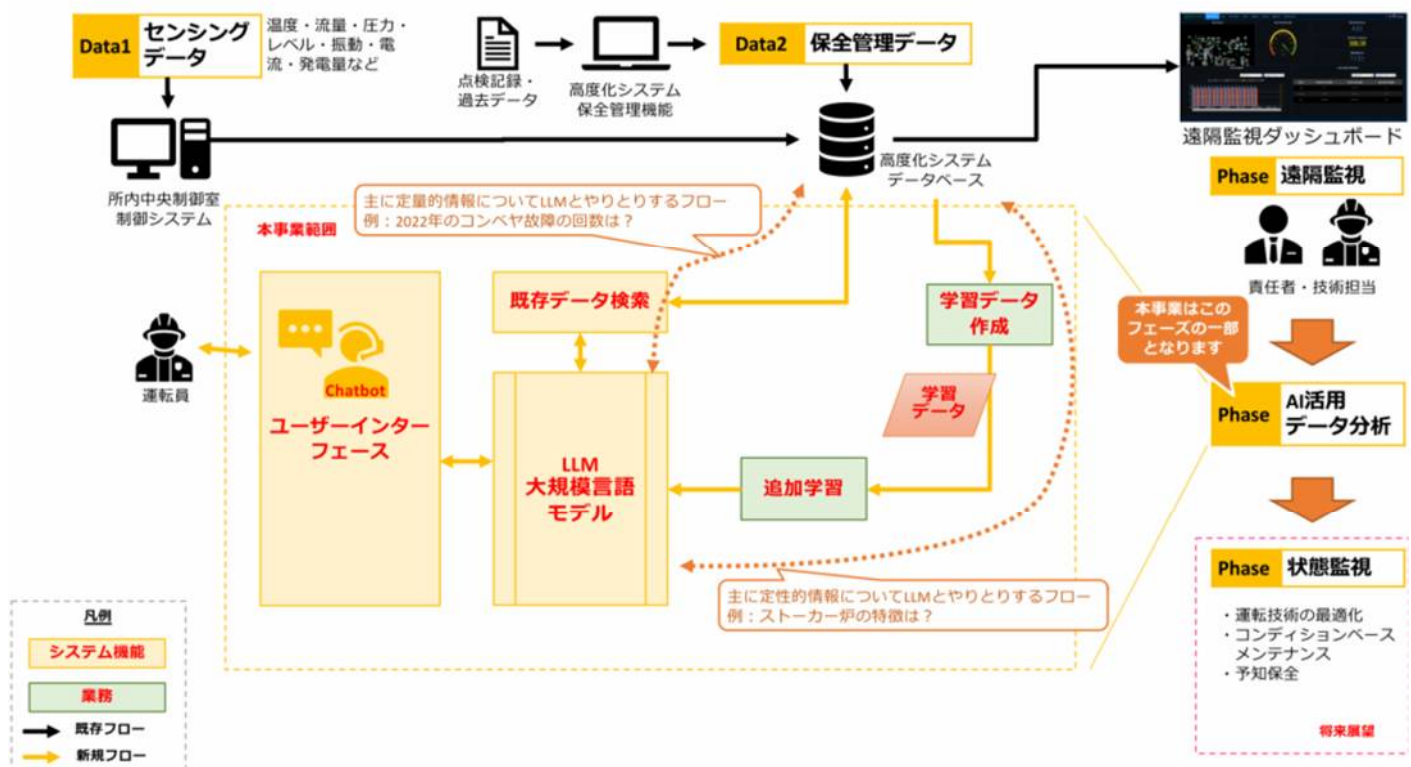 Data1
センシング
データ
温度・流量・圧力・
レベル・振動・電
流・発電量など
点検記録・
過去データ
高度化システム
保全管理機能
Data2
保全管理データ
遠隔監視ダッシュボード
所内中央制御室
制御システム
高度化システム
データベース
Phase
遠隔監視
責任者・技術担当
主に定量的情報についてLLMとやりとりするフロー
例：2022年のコンベヤ故障の回数は？
本事業範囲
既存データ検索
学習データ
作成
本事業はこの
フェーズの一部
となります
運転員
Chatbot
ユーザーインター
フェース
LLM
大規模言語
モデル
学習
データ
追加学習
Phase
AI活用
データ分析
主に定性的情報についてLLMとやりとりするフロー
例：ストーカー炉の特徴は？
Phase
状態監視
・運転技術の最適化
・コンディションベース
メンテナンス
・予知保全
将来展望
凡例
システム機能
業務
既存フロー
新規フロー